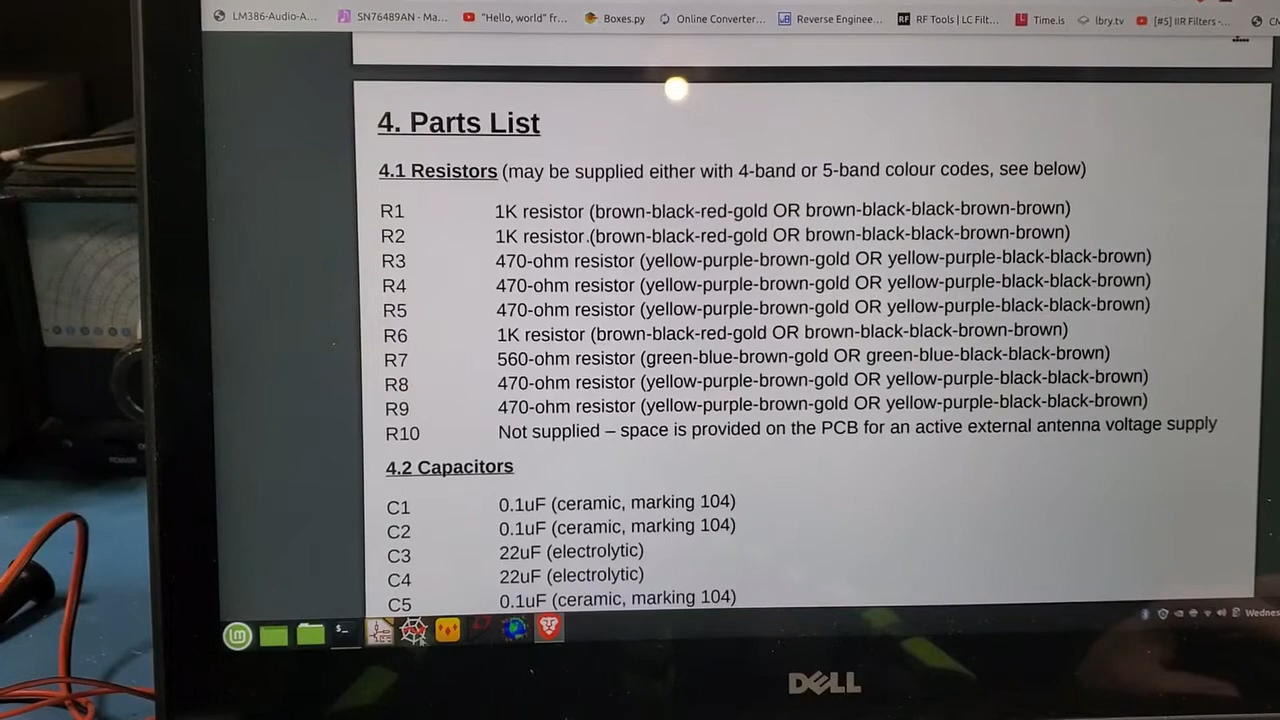 LM386-Audio-A...
SN76489AN - Ma...
"Hello, world" fr...
Boxes.py
Online Converter...
Reverse Enginee...
RF Tools | LC Filt...
Time.is
lbry.tv
[#5] IIR Filters -...
4. Parts List
4.1 Resistors (may be supplied either with 4-band or 5-band colour codes, see below)
R1 1K resistor (brown-black-red-gold OR brown-black-black-brown-brown)
R2 1K resistor.(brown-black-red-gold OR brown-black-black-brown-brown)
R3 470-ohm resistor (yellow-purple-brown-gold OR yellow-purple-black-black-brown)
R4 470-ohm resistor (yellow-purple-brown-gold OR yellow-purple-black-black-brown)
R5 470-ohm resistor (yellow-purple-brown-gold OR yellow-purple-black-black-brown)
R6 1K resistor (brown-black-red-gold OR brown-black-black-brown-brown)
R7 560-ohm resistor (green-blue-brown-gold OR green-blue-black-black-brown)
R8 470-ohm resistor (yellow-purple-brown-gold OR yellow-purple-black-black-brown)
R9 470-ohm resistor (yellow-purple-brown-gold OR yellow-purple-black-black-brown)
R10 Not supplied – space is provided on the PCB for an active external antenna voltage supply
4.2 Capacitors
C1 0.1uF (ceramic, marking 104)
C2 0.1uF (ceramic, marking 104)
C3 22uF (electrolytic)
C4 22uF (electrolytic)
C5 0.1uF (ceramic, marking 104)
Wednes
DELL